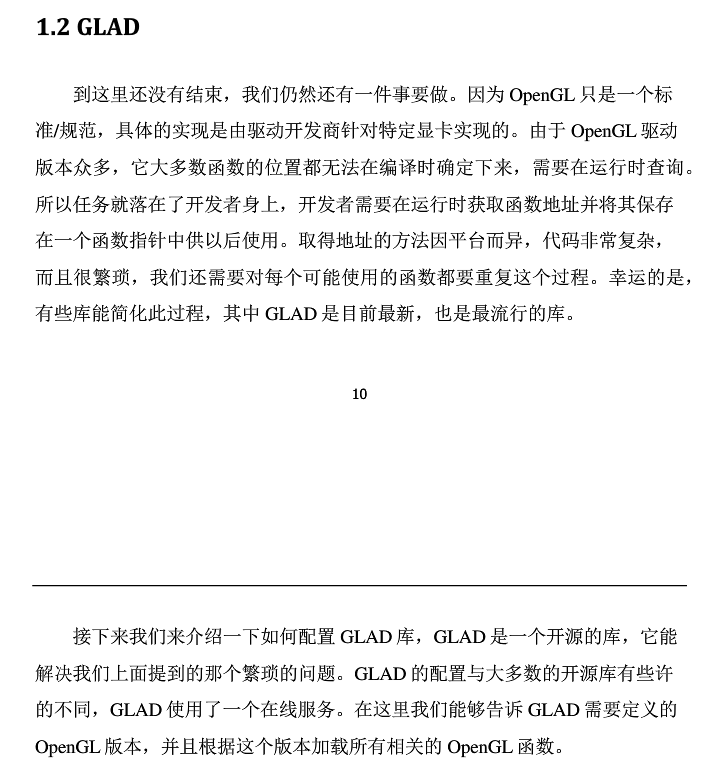 1.2 GLAD
到这里还没有结束，我们仍然还有一件事要做。因为 OpenGL 只是一个标
准/规范，具体的实现是由驱动开发商针对特定显卡实现的。由于 OpenGL 驱动
版本众多，它大多数函数的位置都无法在编译时确定下来，需要在运行时查询。
所以任务就落在了开发者身上，开发者需要在运行时获取函数地址并将其保存
在一个函数指针中供以后使用。取得地址的方法因平台而异，代码非常复杂，
而且很繁琐，我们还需要对每个可能使用的函数都要重复这个过程。幸运的是，
有些库能简化此过程，其中 GLAD 是目前最新，也是最流行的库。
10
接下来我们来介绍一下如何配置 GLAD 库，GLAD 是一个开源的库，它能
解决我们上面提到的那个繁琐的问题。GLAD 的配置与大多数的开源库有些许
的不同，GLAD 使用了一个在线服务。在这里我们能够告诉 GLAD 需要定义的
OpenGL 版本，并且根据这个版本加载所有相关的 OpenGL 函数。